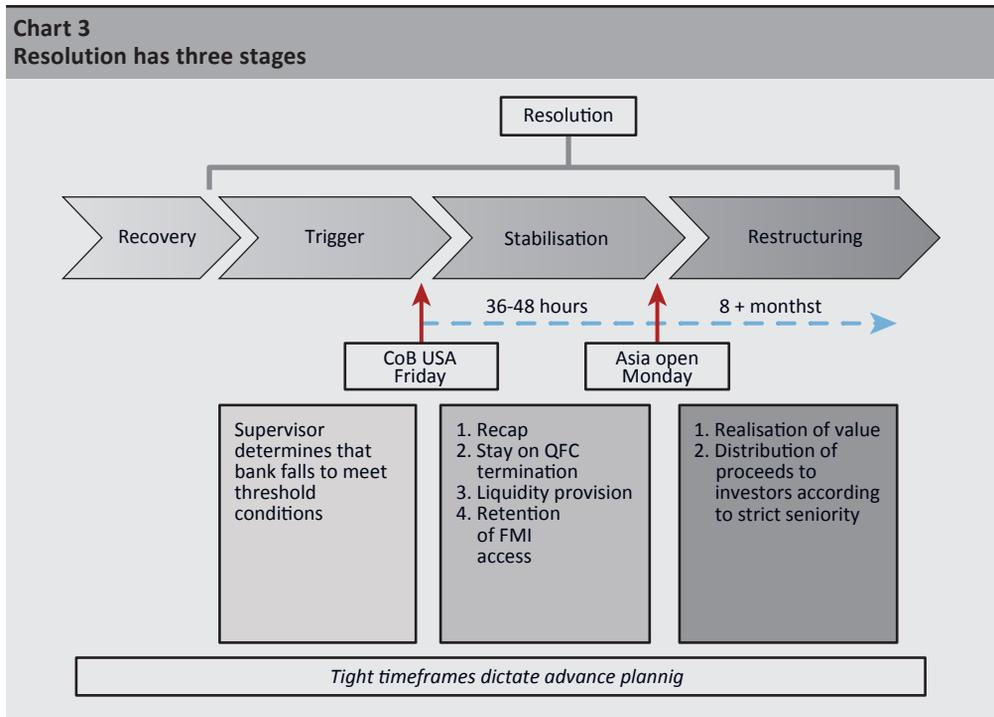 Chart 3
Resolution has three stages
Resolution
Recovery
Trigger
Stabilisation
Restructuring
36-48 hours
8 + monthst
CoB USA
Friday
Asia open
Monday
Supervisor
determines that
bank falls to meet
threshold
conditions
1. Recap
2. Stay on QFC
termination
3. Liquidity provision
4. Retention
of FMI
access
1. Realisation of value
2. Distribution of
proceeds to
investors according
to strict seniority
Tight timeframes dictate advance plannig